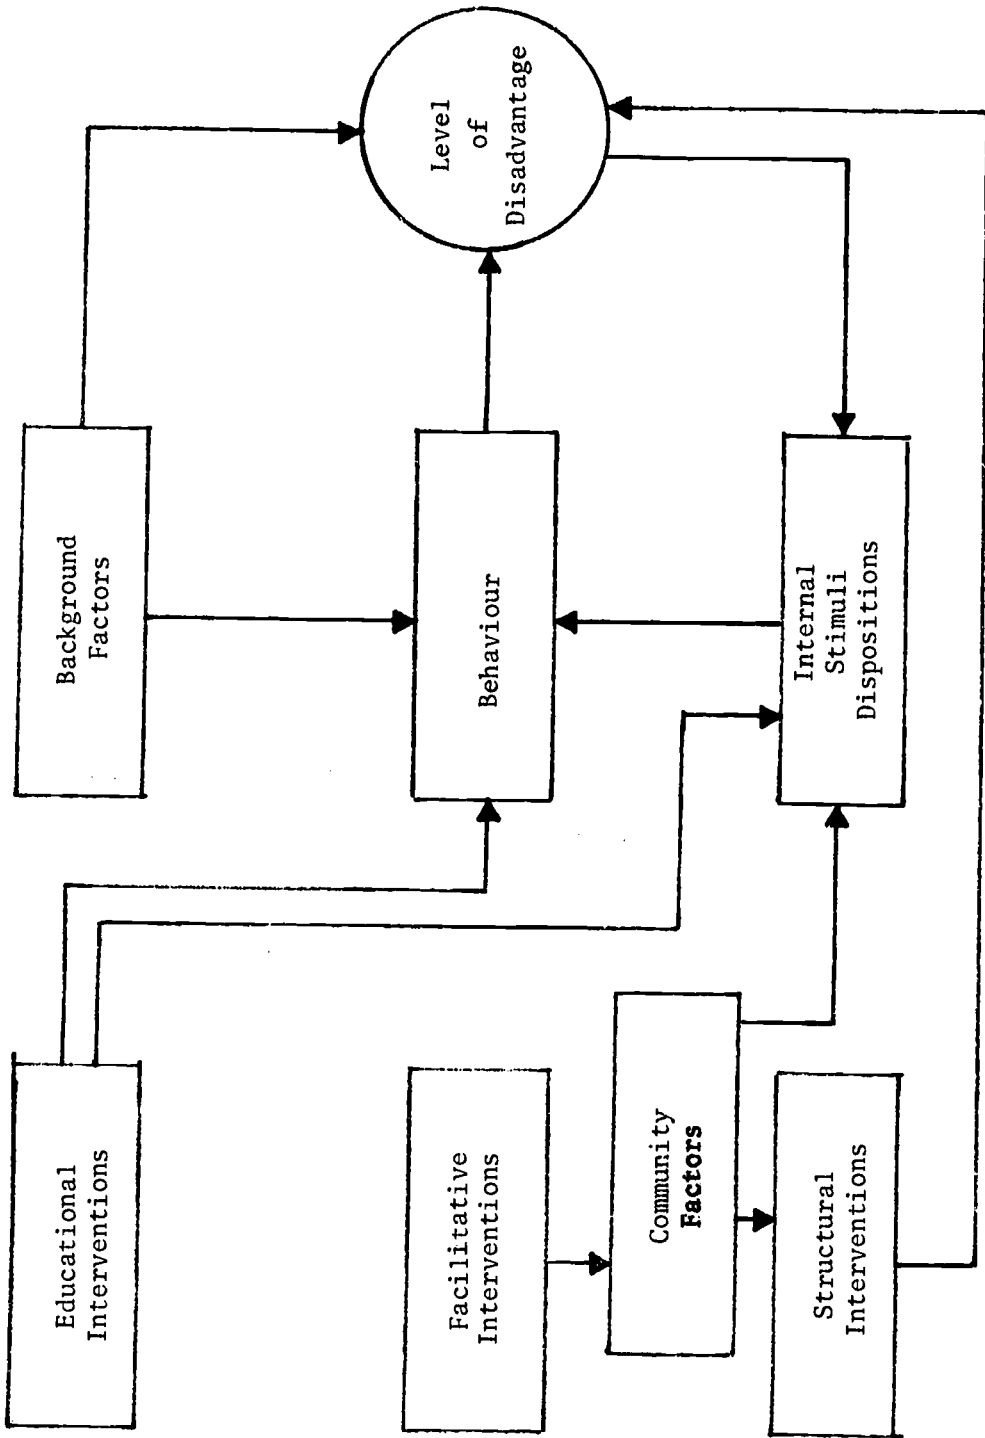 Educational
Interventions
Facilitative
Interventions
Community
Factors
Structural
Interventions
Background
Factors
Behaviour
Internal
Stimuli
Dispositions
Level
of
Disadvantage